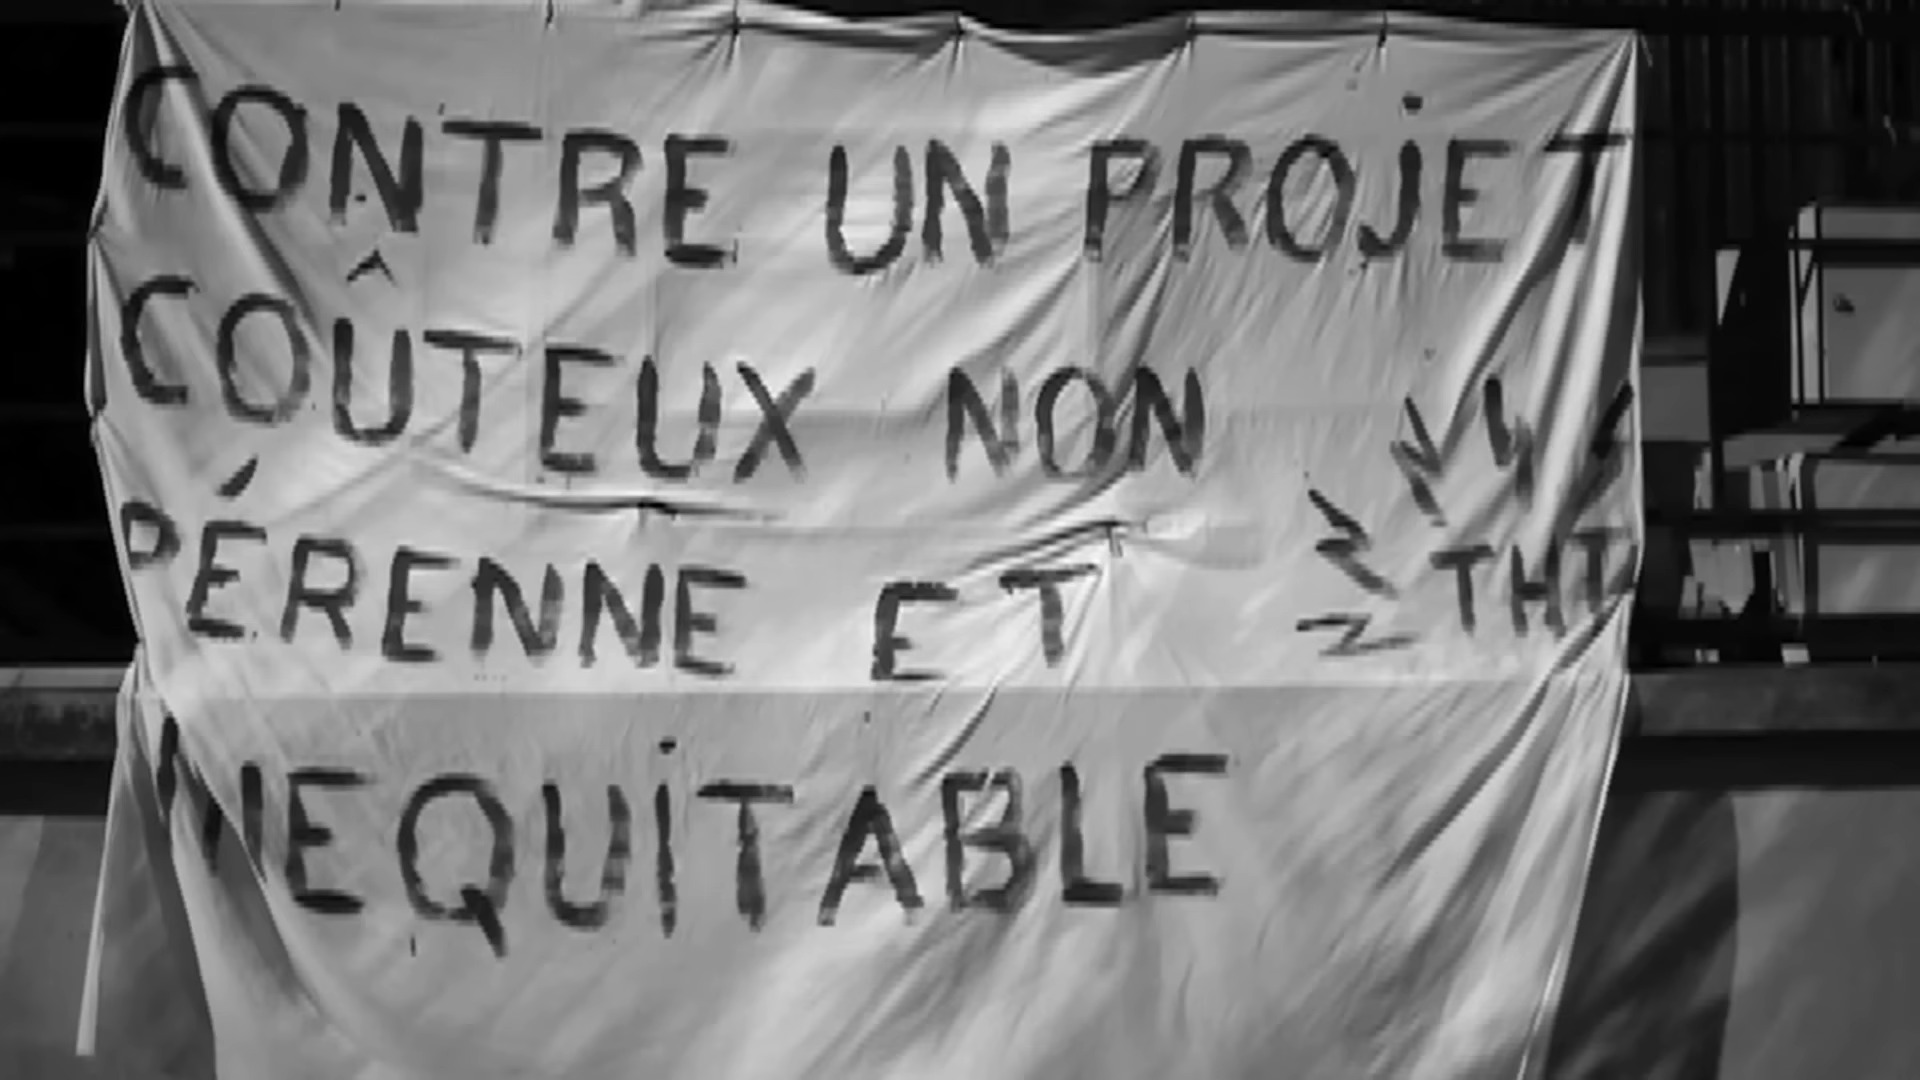 CONTRE UN PROJET
COÛTEUX NON
PÉRENNE ET
THT
INEQUITABLE